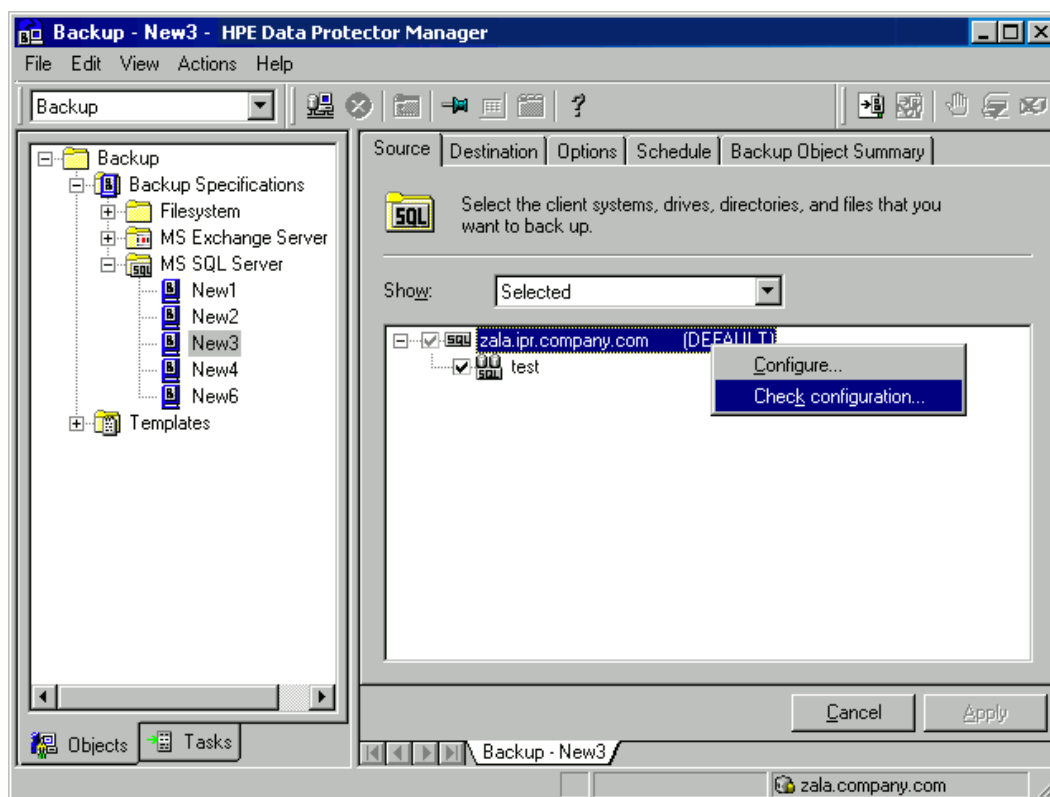 Backup - New3 - HPE Data Protector Manager
File Edit View Actions Help
Backup
?
Backup
Backup Specifications
Filesystem
MS Exchange Server
MS SQL Server
New1
New2
New3
New4
New6
Templates
Objects
Tasks
Source Destination Options Schedule Backup Object Summary
SQL
Select the client systems, drives, directories, and files that you
want to back up.
Show: Selected
SQL zala.ipr.company.com (DEFAULT)
SQL test
Configure...
Check configuration...
Cancel Apply
Backup - New3
zala.company.com